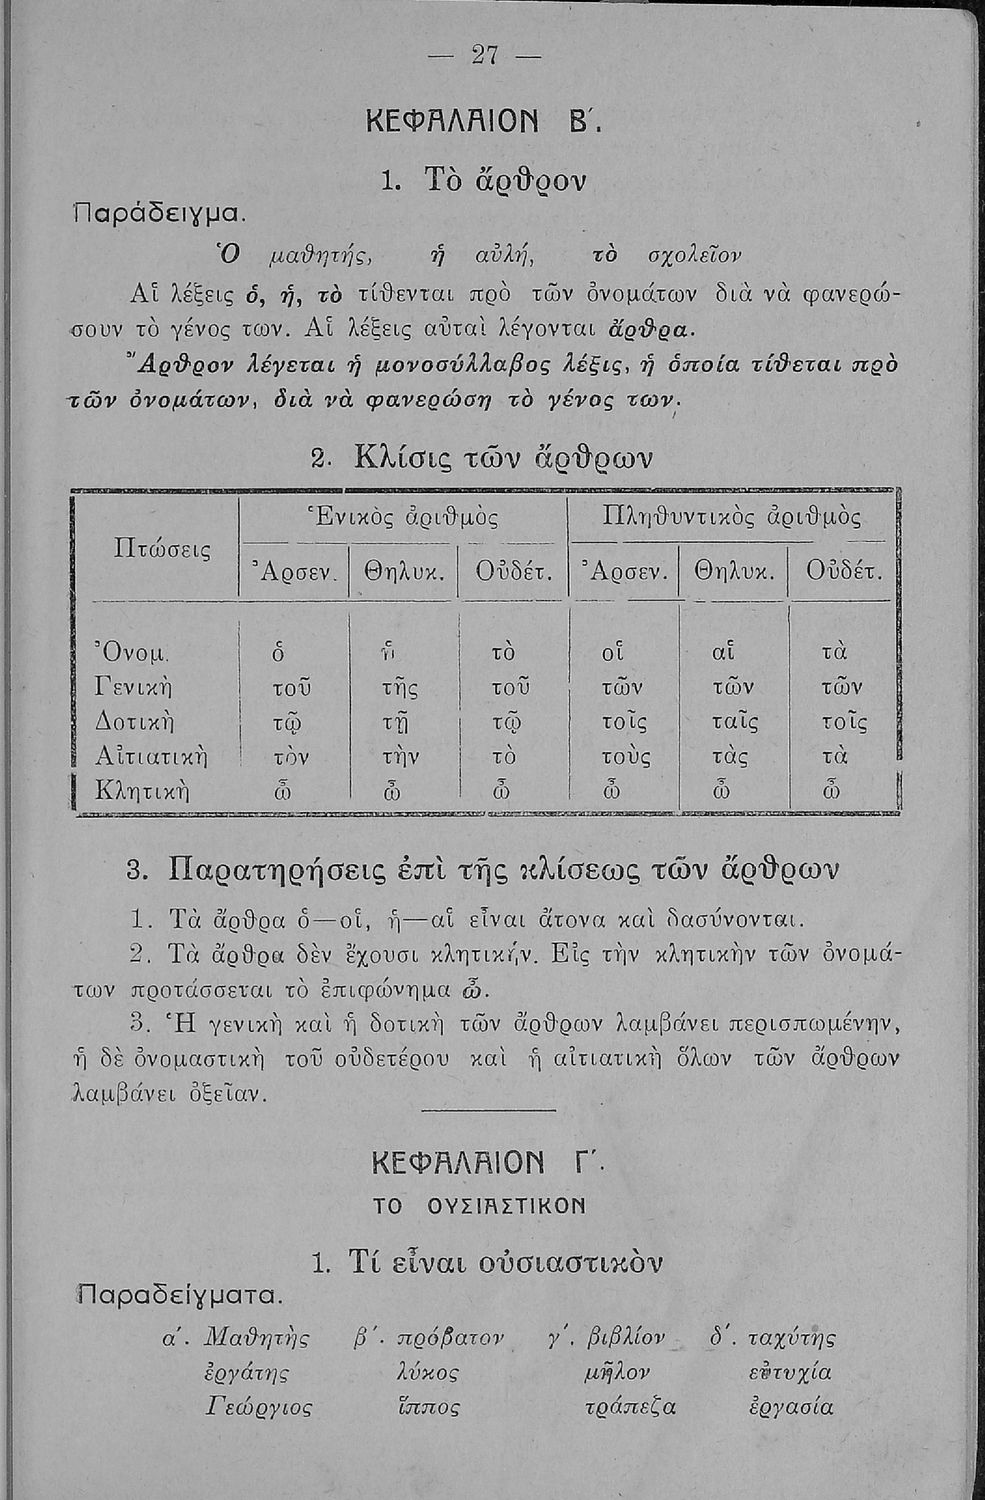 — 27 —
ΚΕΦΑΛΑΙΟΝ Β΄.
1. Τὸ ἄρθρον
Παράδειγμα.
Ὁ μαθητής, ἡ αὐλή, τὸ σχολεῖον
Αἱ λέξεις ὁ, ἡ, τὸ τίθενται πρὸ τῶν ὀνομάτων διὰ νὰ φανερώ-
σουν τὸ γένος των. Αἱ λέξεις αὐταὶ λέγονται ἄρθρα.
Ἄρθρον λέγεται ἡ μονοσύλλαβος λέξις, ἡ ὁποία τίθεται πρὸ
τῶν ὀνομάτων, διὰ νὰ φανερώσῃ τὸ γένος των.
2. Κλίσις τῶν ἄρθρων
Πτώσεις Ἑνικὸς ἀριθμὸς Πληθυντικὸς ἀριθμὸς
Ἀρσεν. Θηλυκ. Οὐδέτ. Ἀρσεν. Θηλυκ. Οὐδέτ.
Ὀνομ. ὁ ἡ τὸ οἱ αἱ τὰ
Γενικὴ τοῦ τῆς τοῦ τῶν τῶν τῶν
Δοτικὴ τῷ τῇ τῷ τοῖς ταῖς τοῖς
Αἰτιατικὴ τὸν τὴν τὸ τοὺς τὰς τὰ
Κλητικὴ ὦ ὦ ὦ ὦ ὦ ὦ
3. Παρατηρήσεις ἐπὶ τῆς κλίσεως τῶν ἄρθρων
1. Τὰ ἄρθρα ὁ—οἱ, ἡ—αἱ εἶναι ἄτονα καὶ δασύνονται.
2. Τὰ ἄρθρα δὲν ἔχουσι κλητικήν. Εἰς τὴν κλητικὴν τῶν ὀνομά-
των προτάσσεται τὸ ἐπιφώνημα ὦ.
3. Ἡ γενικὴ καὶ ἡ δοτικὴ τῶν ἄρθρων λαμβάνει περισπωμένην,
ἡ δὲ ὀνομαστικὴ τοῦ οὐδετέρου καὶ ἡ αἰτιατικὴ ὅλων τῶν ἄρθρων
λαμβάνει ὀξεῖαν.
ΚΕΦΑΛΑΙΟΝ Γ΄.
ΤΟ ΟΥΣΙΑΣΤΙΚΟΝ
1. Τί εἶναι οὐσιαστικὸν
Παραδείγματα.
α΄. Μαθητὴς β΄. πρόβατον γ΄. βιβλίον δ΄. ταχύτης
ἐργάτης λύκος μῆλον εὐτυχία
Γεώργιος ἵππος τράπεζα ἐργασία